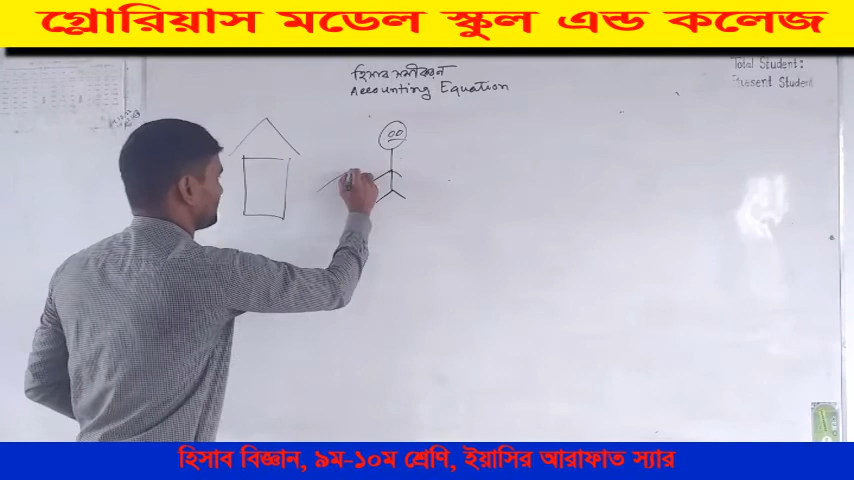 গ্লোরিয়াস মডেল স্কুল এন্ড কলেজ
হিসাব সমীকরণ
Accounting Equation
Total Student:
Present Student
হিসাব বিজ্ঞান, ৯ম-১০ম শ্রেণি, ইয়াসির আরাফাত স্যার